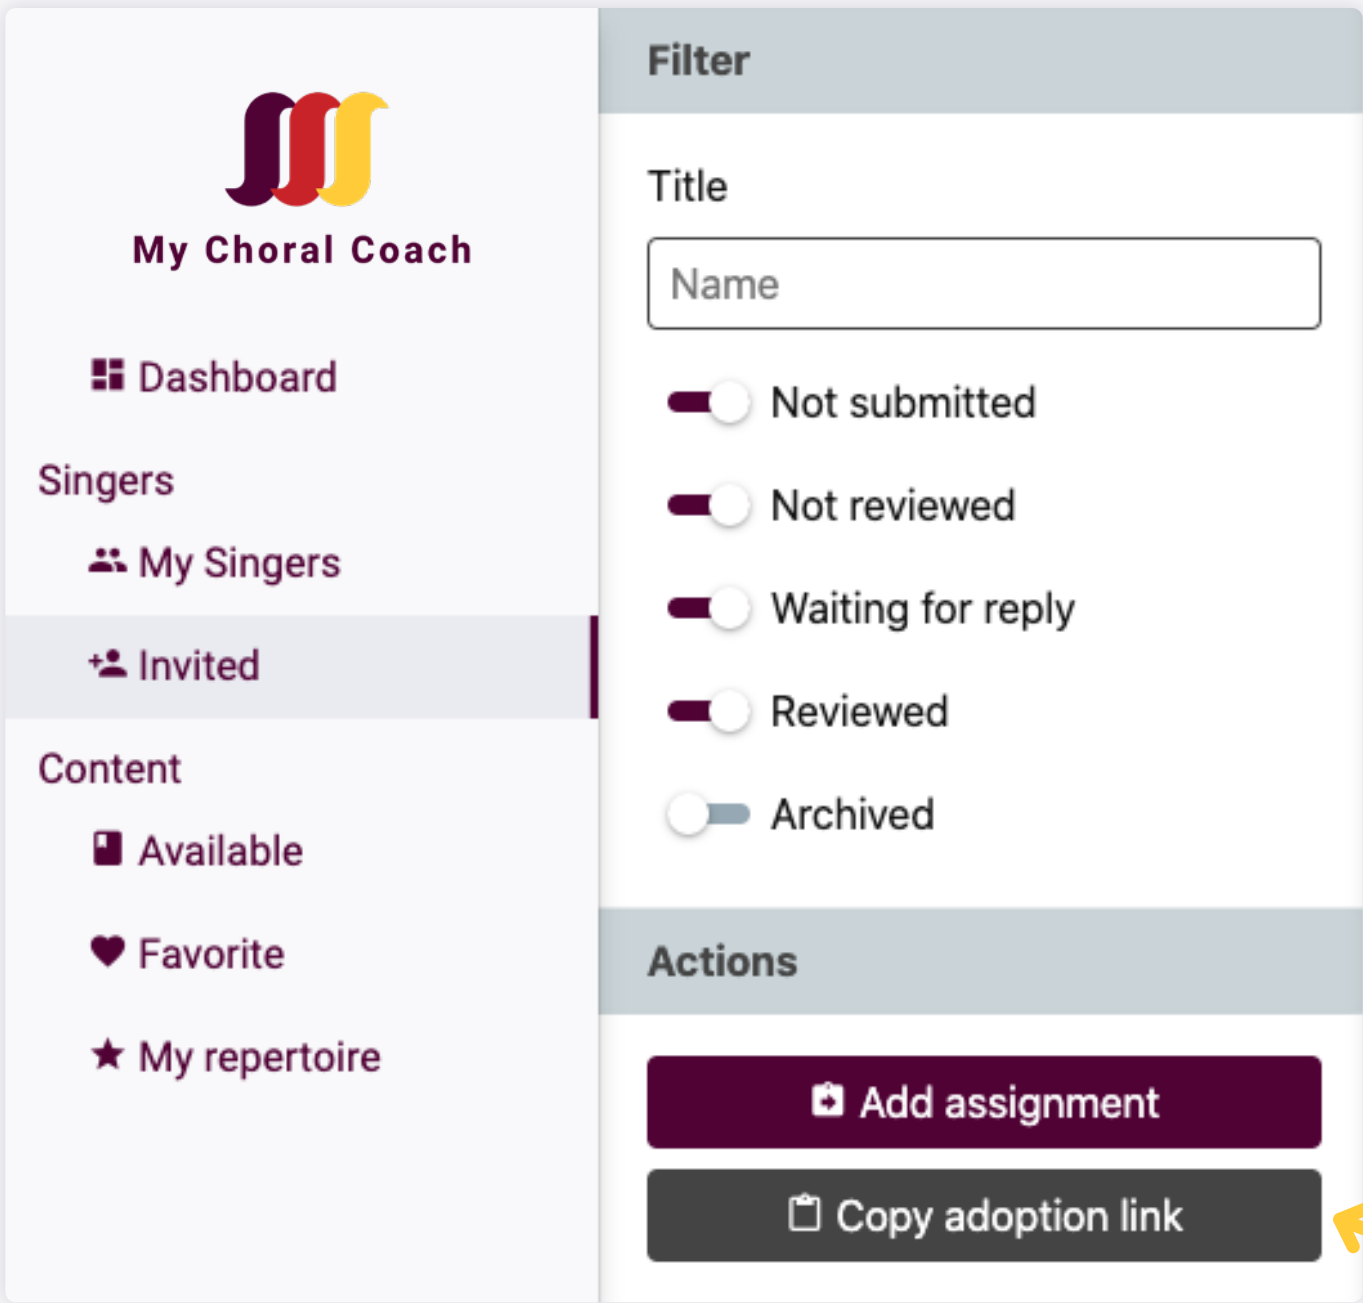 My Choral Coach
Dashboard
Singers
My Singers
Invited
Content
Available
Favorite
My repertoire
Filter
Title
Name
Not submitted
Not reviewed
Waiting for reply
Reviewed
Archived
Actions
Add assignment
Copy adoption link